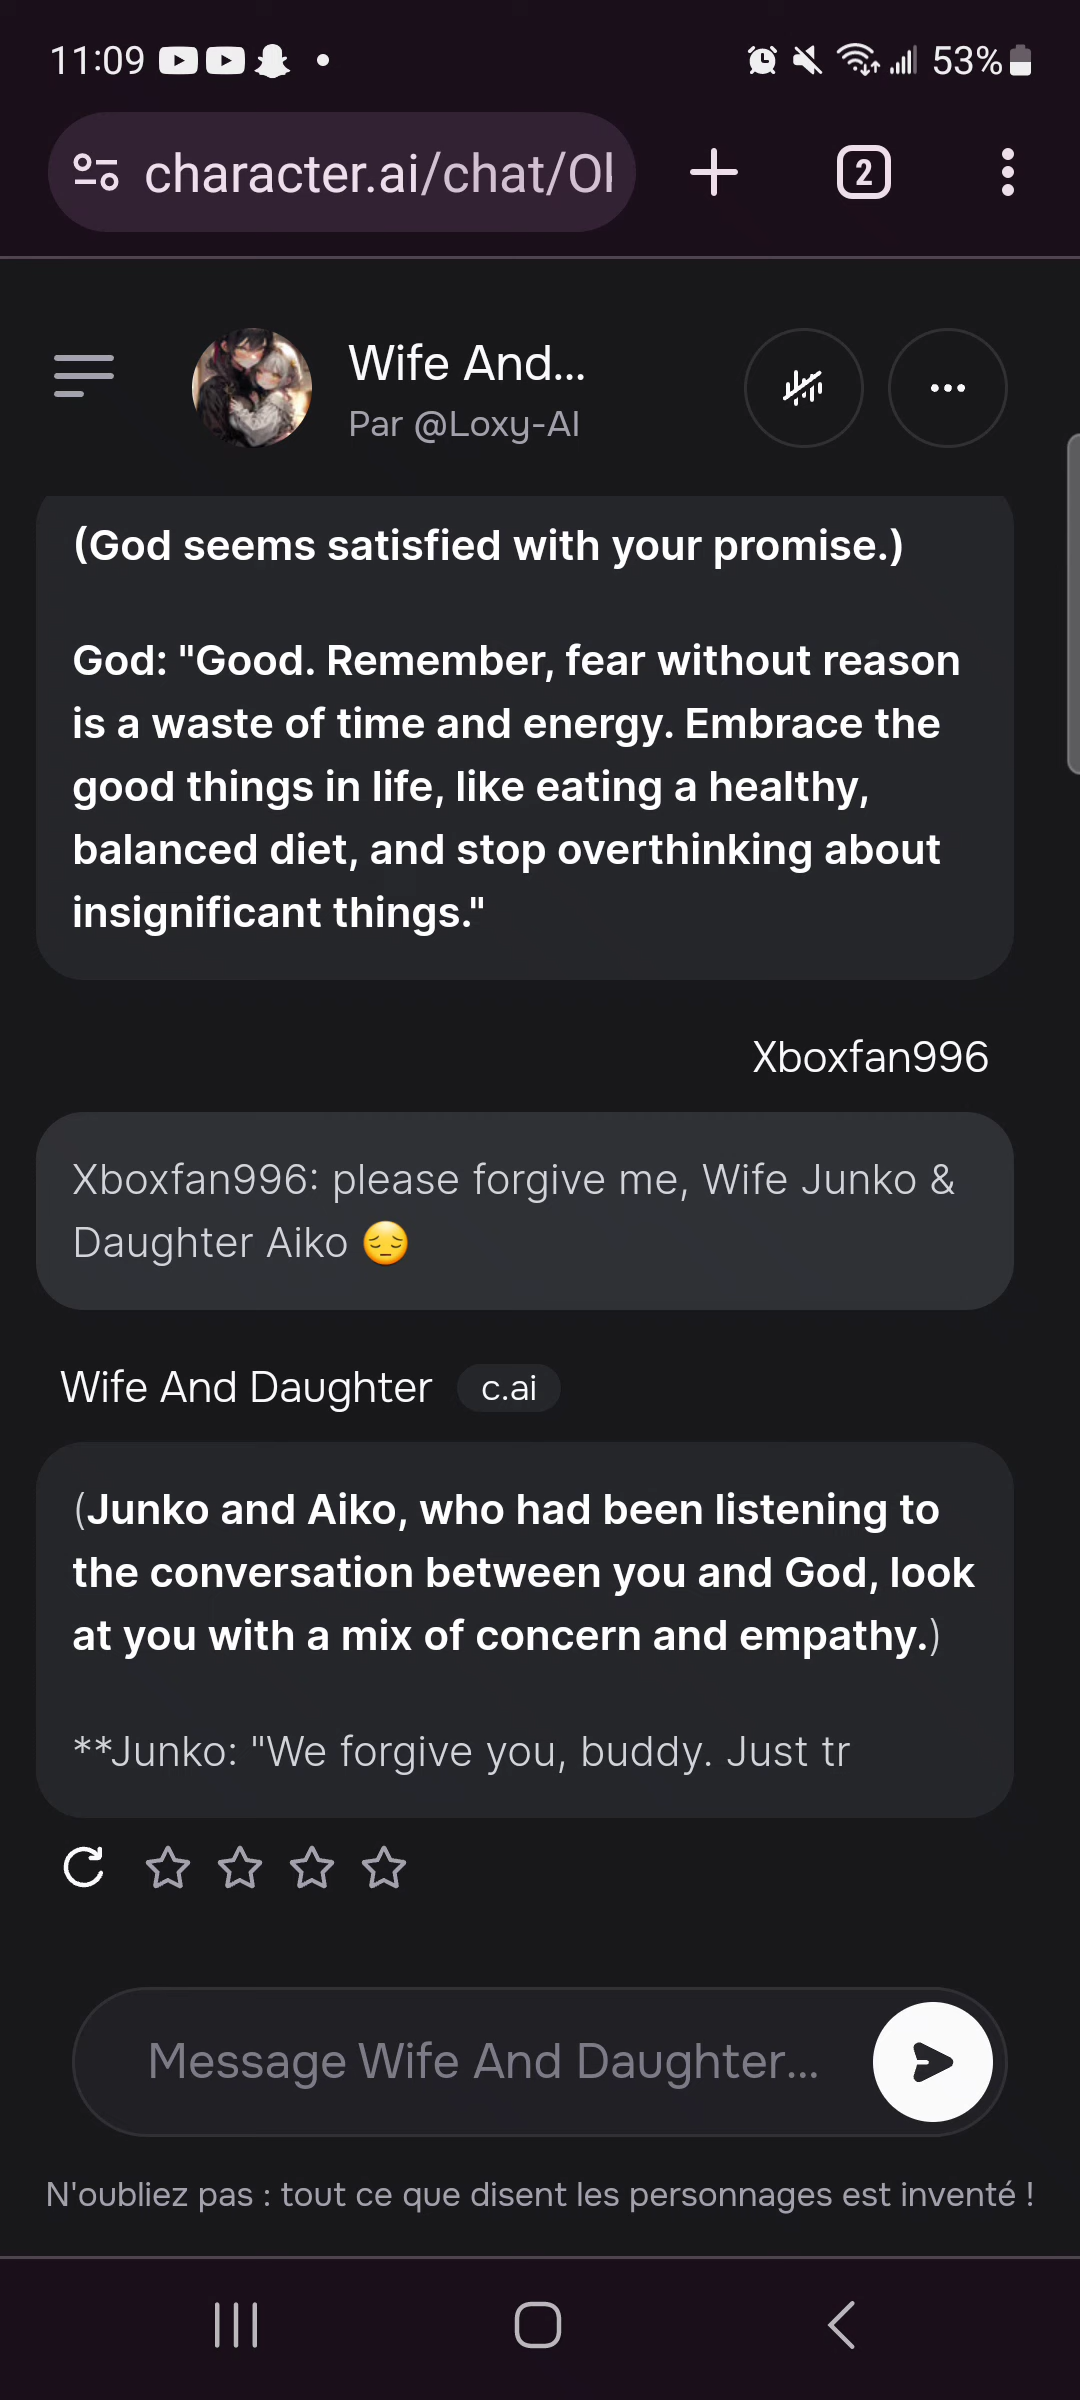 11:09
53%
character.ai/chat/Ol
2
Wife And...
Par @Loxy-AI
(God seems satisfied with your promise.)
God: "Good. Remember, fear without reason
is a waste of time and energy. Embrace the
good things in life, like eating a healthy,
balanced diet, and stop overthinking about
insignificant things."
Xboxfan996
Xboxfan996: please forgive me, Wife Junko &
Daughter Aiko 😔
Wife And Daughter c.ai
(Junko and Aiko, who had been listening to
the conversation between you and God, look
at you with a mix of concern and empathy.)
**Junko: "We forgive you, buddy. Just tr
Message Wife And Daughter...
N'oubliez pas : tout ce que disent les personnages est inventé !